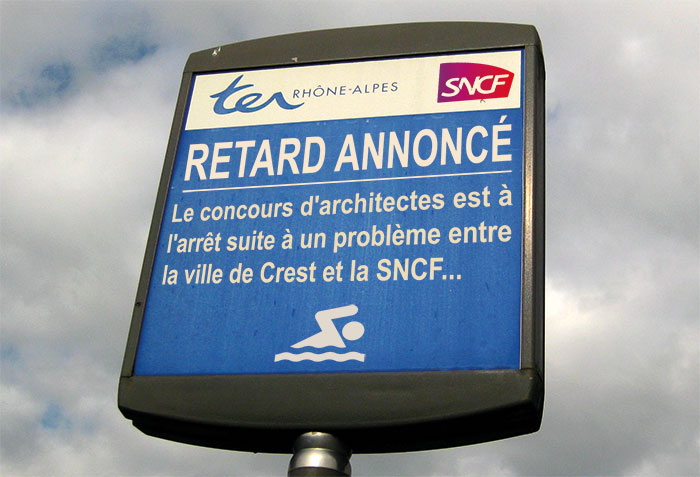 ter RHÔNE-ALPES SNCF
RETARD ANNONCÉ
Le concours d'architectes est à
l'arrêt suite à un problème entre
la ville de Crest et la SNCF...